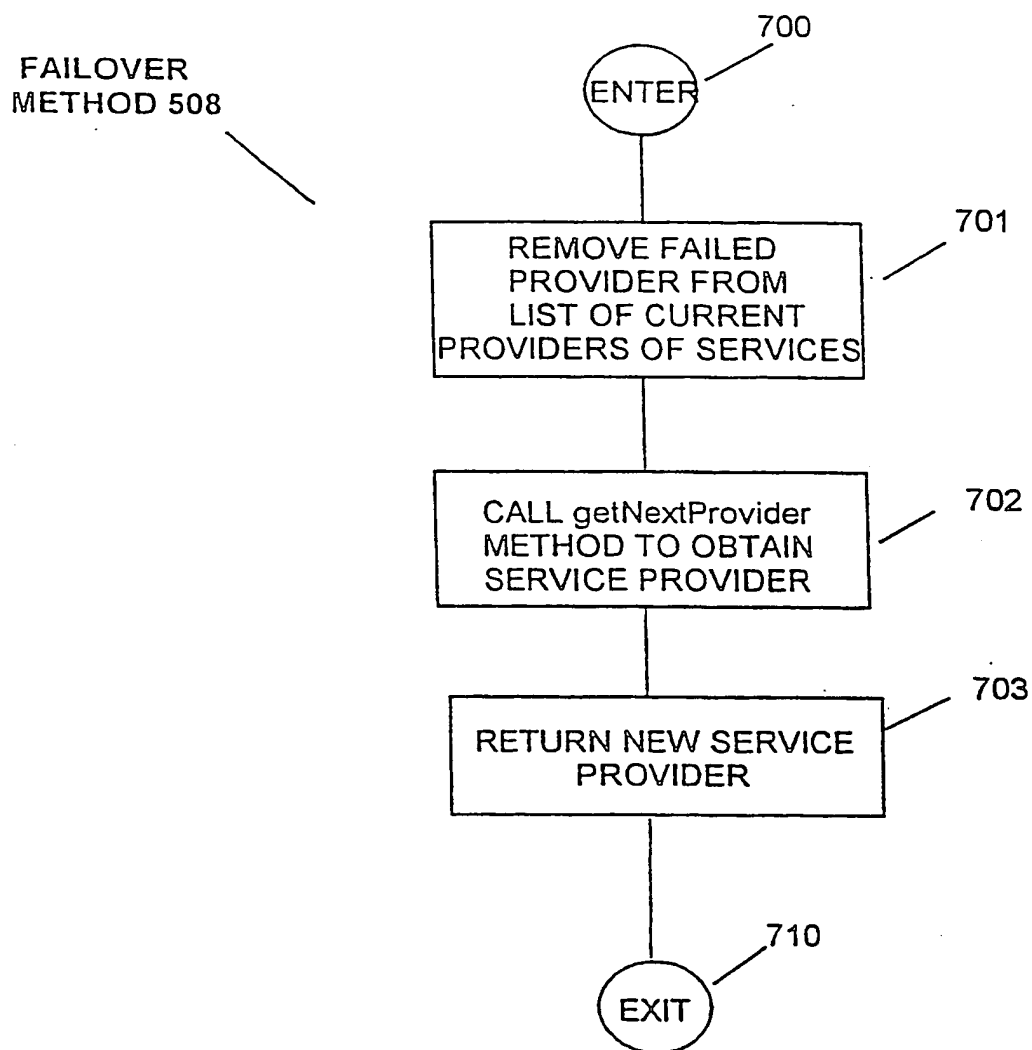 700
FAILOVER
METHOD 508
ENTER
701
REMOVE FAILED
PROVIDER FROM
LIST OF CURRENT
PROVIDERS OF SERVICES
702
CALL getNextProvider
METHOD TO OBTAIN
SERVICE PROVIDER
703
RETURN NEW SERVICE
PROVIDER
710
EXIT